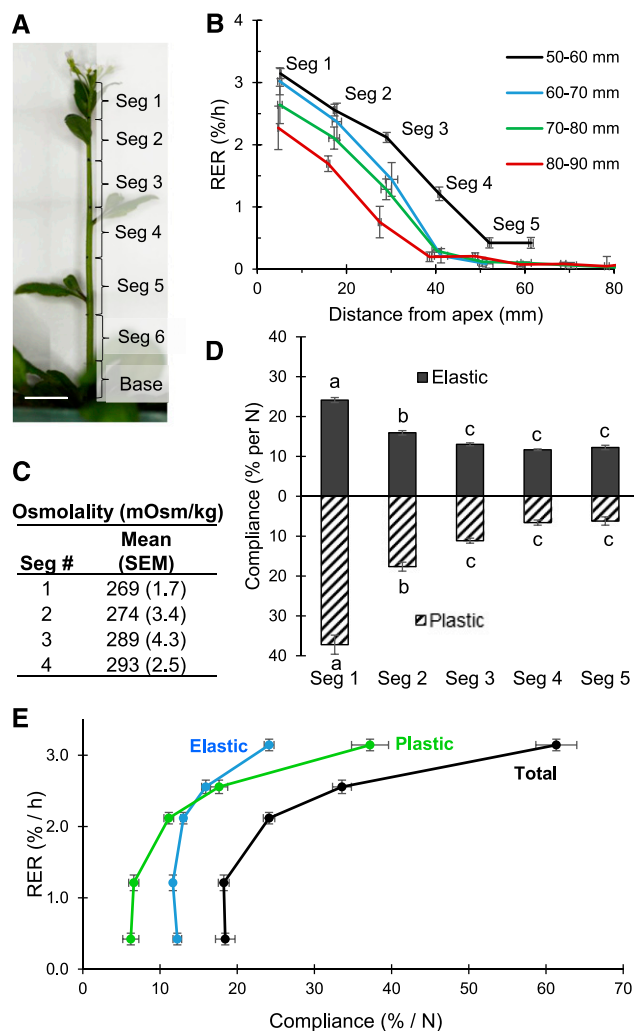 A
Seg 1
Seg 2
Seg 3
Seg 4
Seg 5
Seg 6
Base
B
RER (%/h)
4
3
2
1
0
0
20
40
60
80
Distance from apex (mm)
Seg 1
Seg 2
Seg 3
Seg 4
Seg 5
50-60 mm
60-70 mm
70-80 mm
80-90 mm
C
Osmolality (mOsm/kg)
Seg # Mean (SEM)
1 269 (1.7)
2 274 (3.4)
3 289 (4.3)
4 293 (2.5)
D
Compliance (% per N)
40
30
20
10
0
10
20
30
40
Elastic
a b c c c
Plastic
a b c c c
Seg 1 Seg 2 Seg 3 Seg 4 Seg 5
E
RER (% / h)
3.0
2.0
1.0
0.0
Elastic
Plastic
Total
0 10 20 30 40 50 60 70
Compliance (% / N)